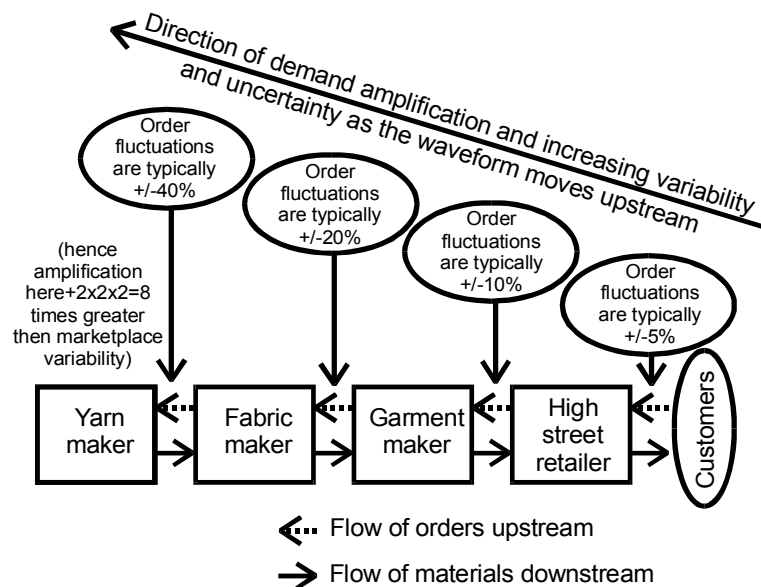 Direction of demand amplification and increasing variability
and uncertainty as the waveform moves upstream
Order
fluctuations
are typically
+/-40%
Order
fluctuations
are typically
+/-20%
Order
fluctuations
are typically
+/-10%
Order
fluctuations
are typically
+/-5%
(hence
amplification
here+2x2x2=8
times greater
then marketplace
variability)
Yarn
maker
Fabric
maker
Garment
maker
High
street
retailer
Customers
Flow of orders upstream
Flow of materials downstream